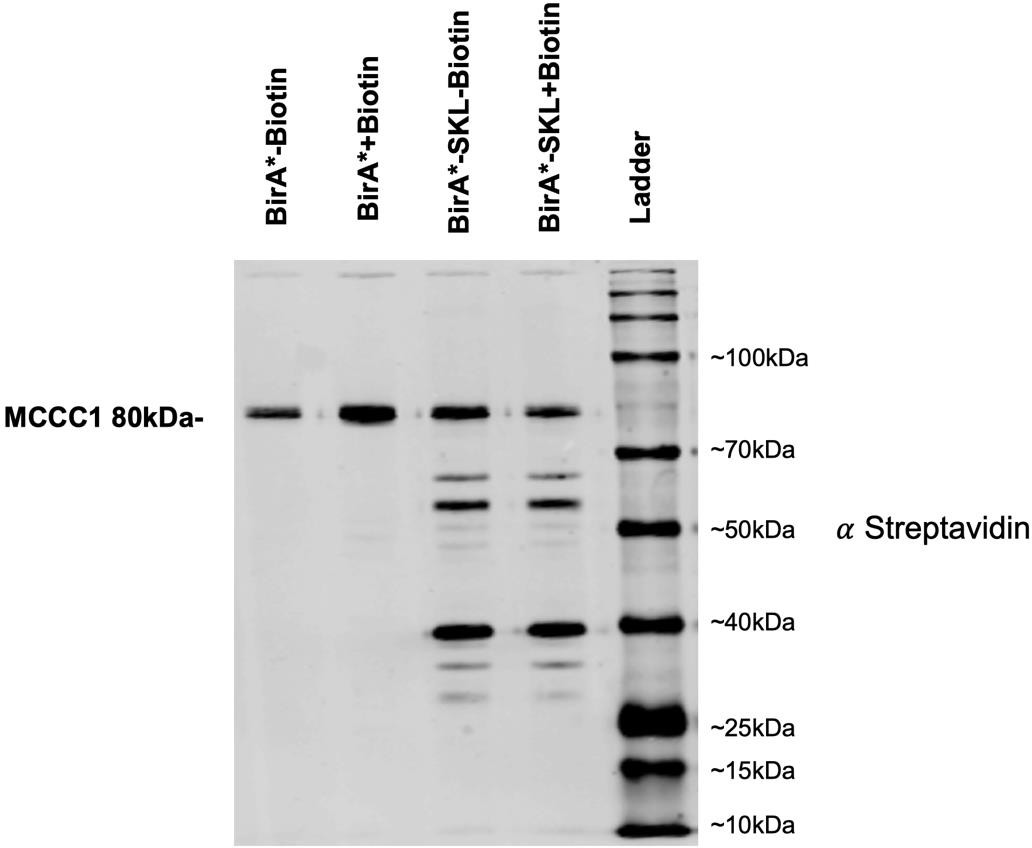 BirA*-Biotin
BirA*+Biotin
BirA*-SKL-Biotin
BirA*-SKL+Biotin
Ladder
~100kDa
MCCC1 80kDa-
~70kDa
~50kDa
α Streptavidin
~40kDa
~25kDa
~15kDa
~10kDa